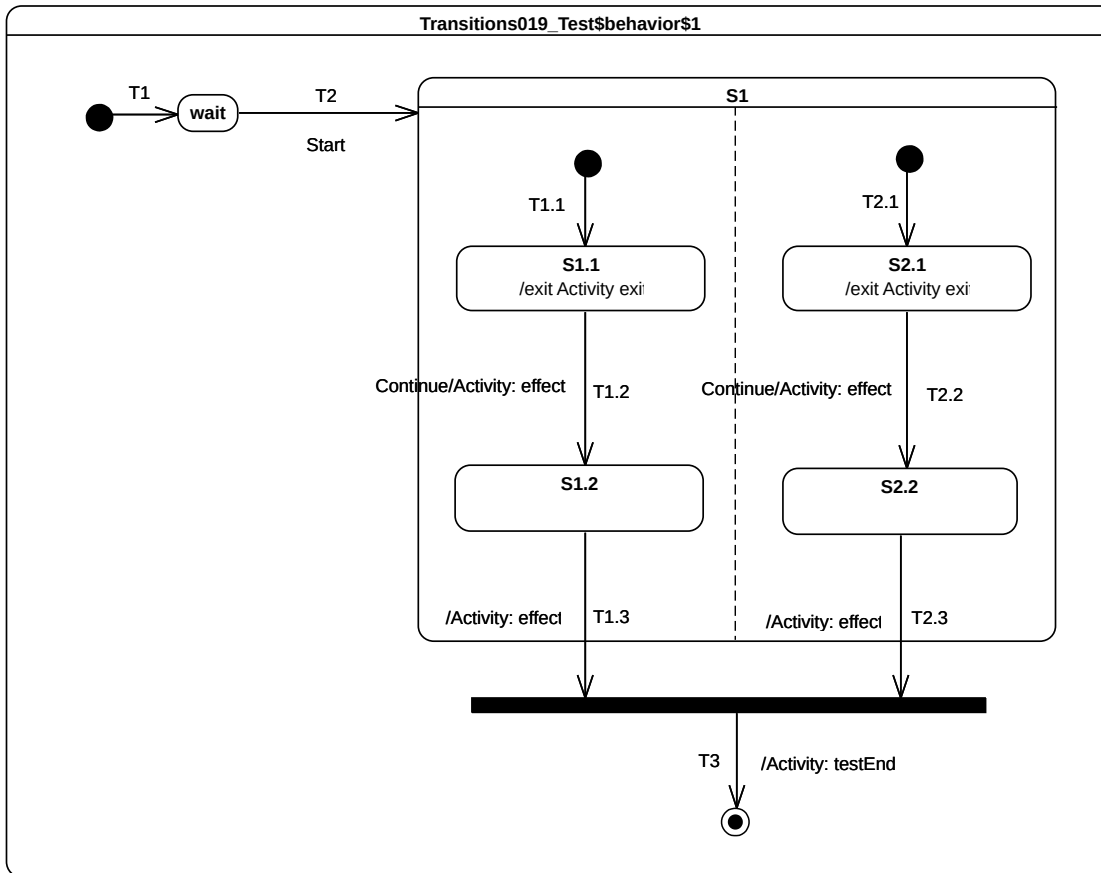 Transitions019_Test$behavior$1
T1
wait
T2
Start
S1
T1.1
T2.1
S1.1
/exit Activity exi
S2.1
/exit Activity exi
Continue/Activity: effect
T1.2
Continue/Activity: effect
T2.2
S1.2
S2.2
/Activity: effect
T1.3
/Activity: effect
T2.3
T3
/Activity: testEnd